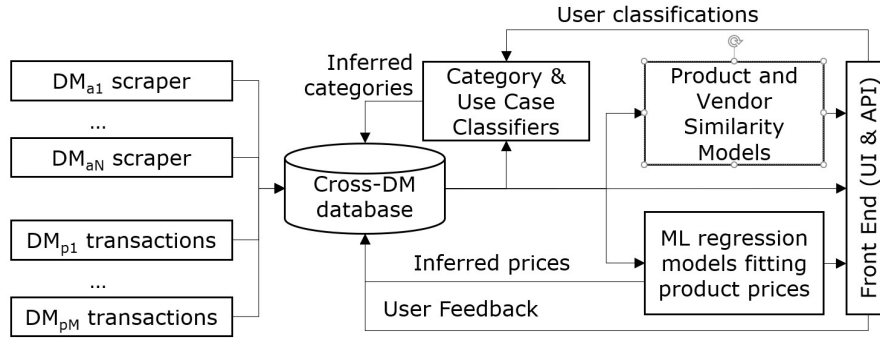 User classifications
Inferred
categories
DMa1 scraper
...
DMaN scraper
DMp1 transactions
...
DMpM transactions
Cross-DM
database
Category &
Use Case
Classifiers
Product and
Vendor
Similarity
Models
Inferred prices
ML regression
models fitting
product prices
User Feedback
Front End (UI & API)